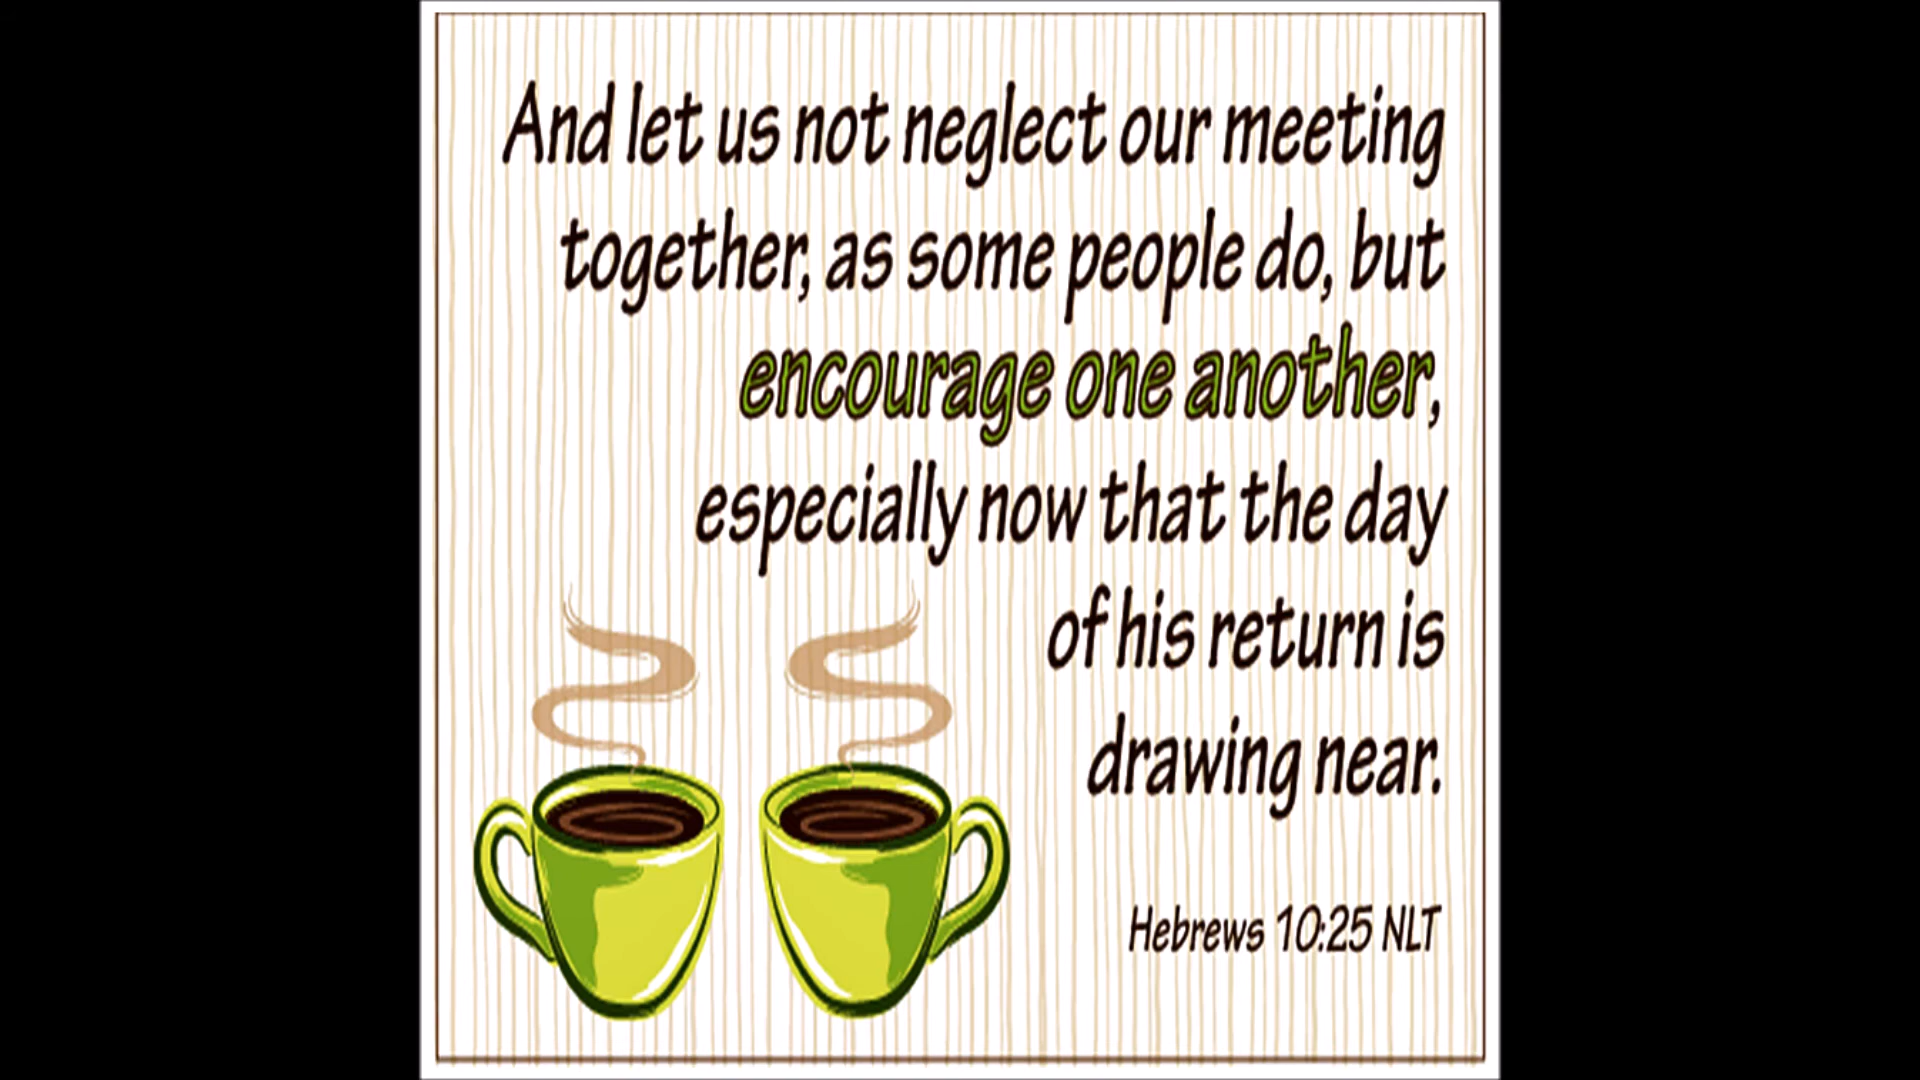 And let us not neglect our meeting
together, as some people do, but
encourage one another,
especially now that the day
of his return is
drawing near.
Hebrews 10:25 NLT